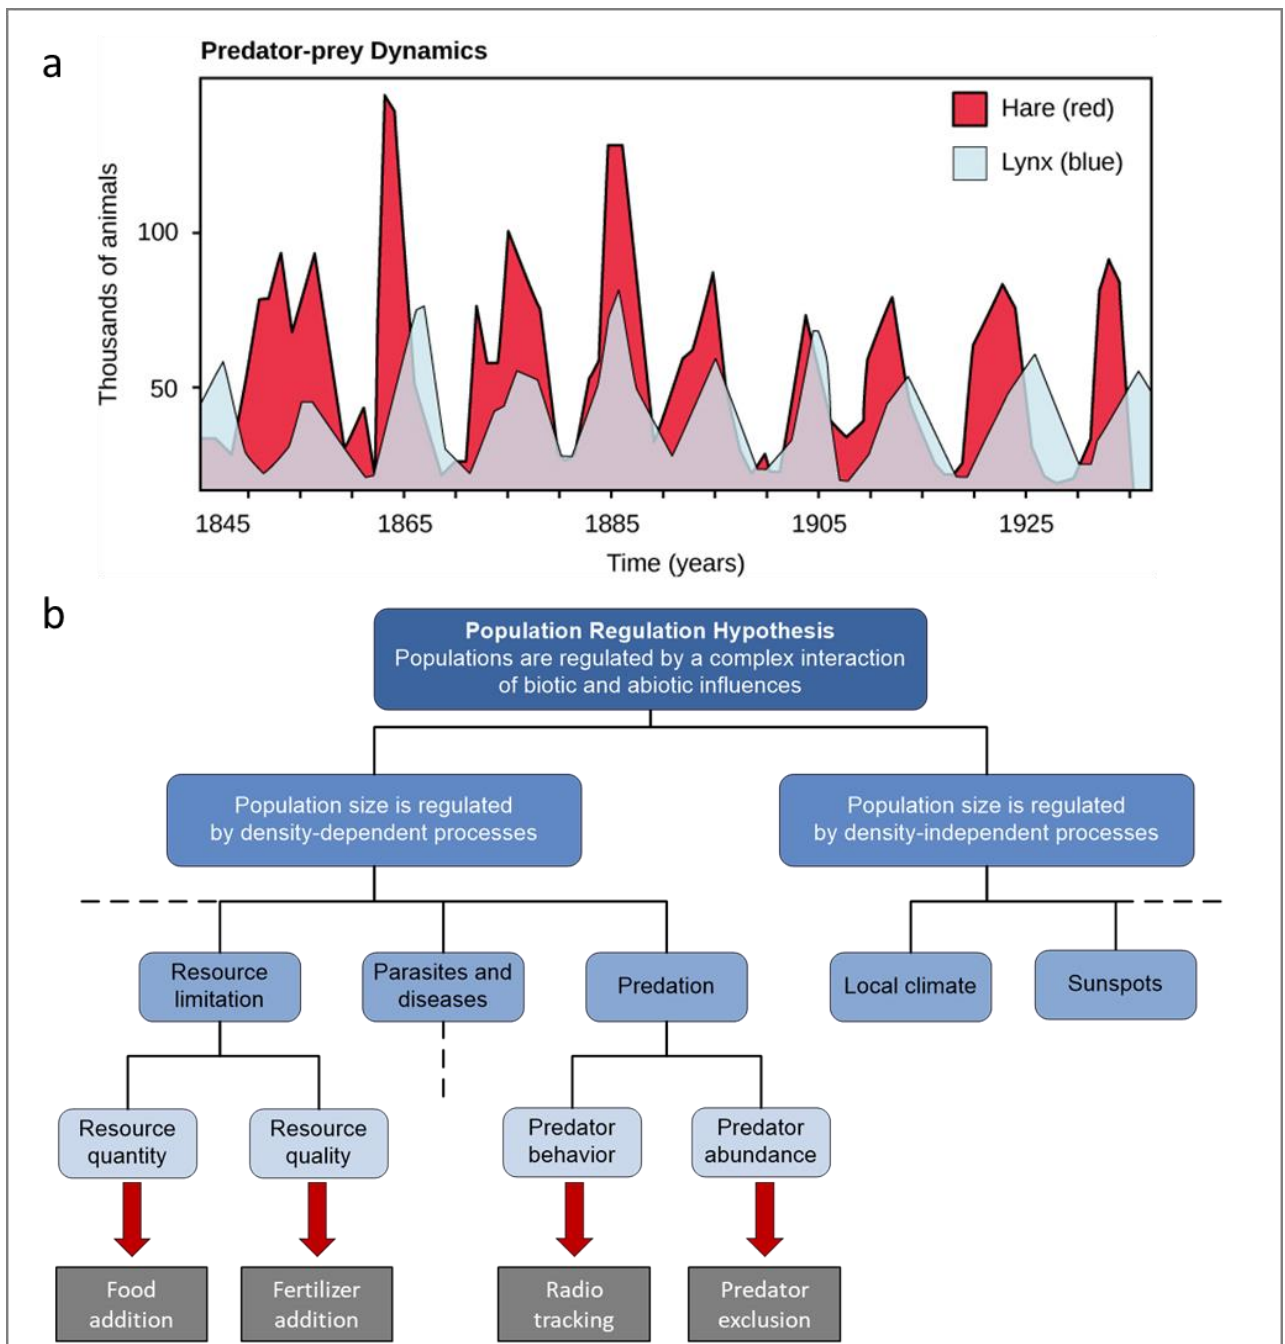 a
Predator-prey Dynamics
Hare (red)
Lynx (blue)
Thousands of animals
100
50
1845
1865
1885
1905
1925
Time (years)
b
Population Regulation Hypothesis
Populations are regulated by a complex interaction
of biotic and abiotic influences
Population size is regulated
by density-dependent processes
Population size is regulated
by density-independent processes
Resource
limitation
Parasites and
diseases
Predation
Local climate
Sunspots
Resource
quantity
Resource
quality
Predator
behavior
Predator
abundance
Food
addition
Fertilizer
addition
Radio
tracking
Predator
exclusion